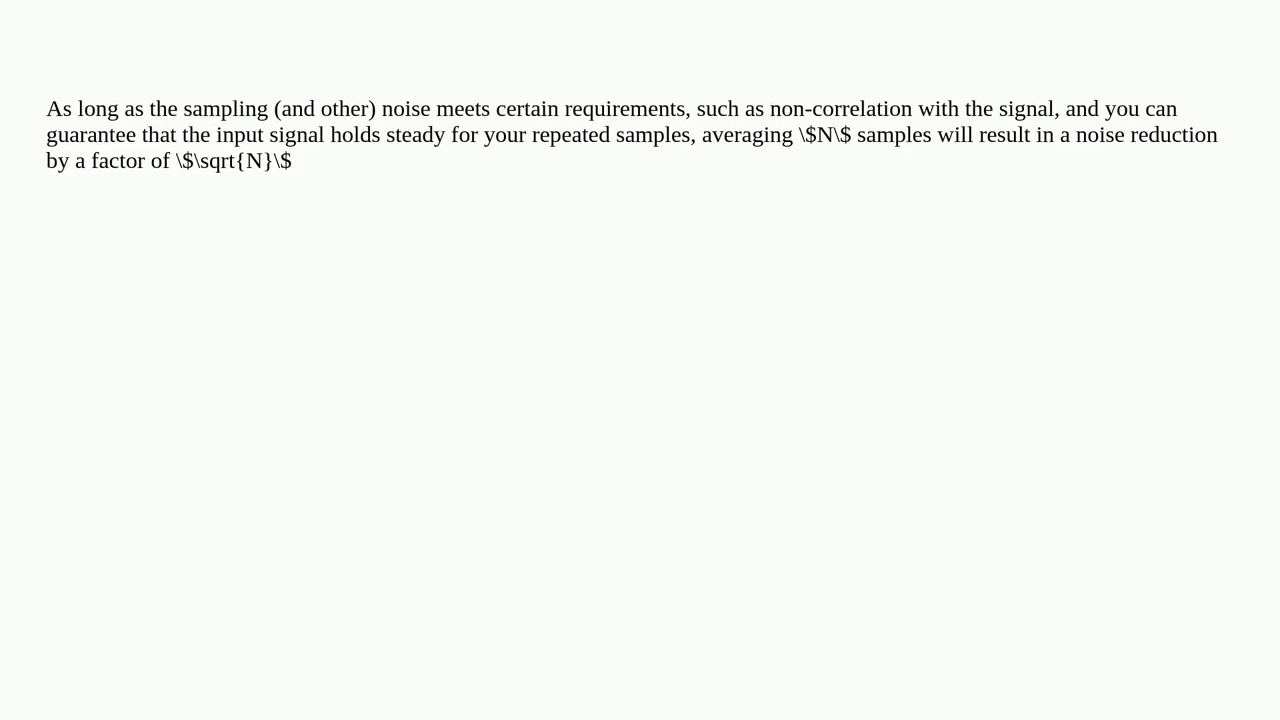 As long as the sampling (and other) noise meets certain requirements, such as non-correlation with the signal, and you can
guarantee that the input signal holds steady for your repeated samples, averaging \$N\$ samples will result in a noise reduction
by a factor of \$\sqrt{N}\$